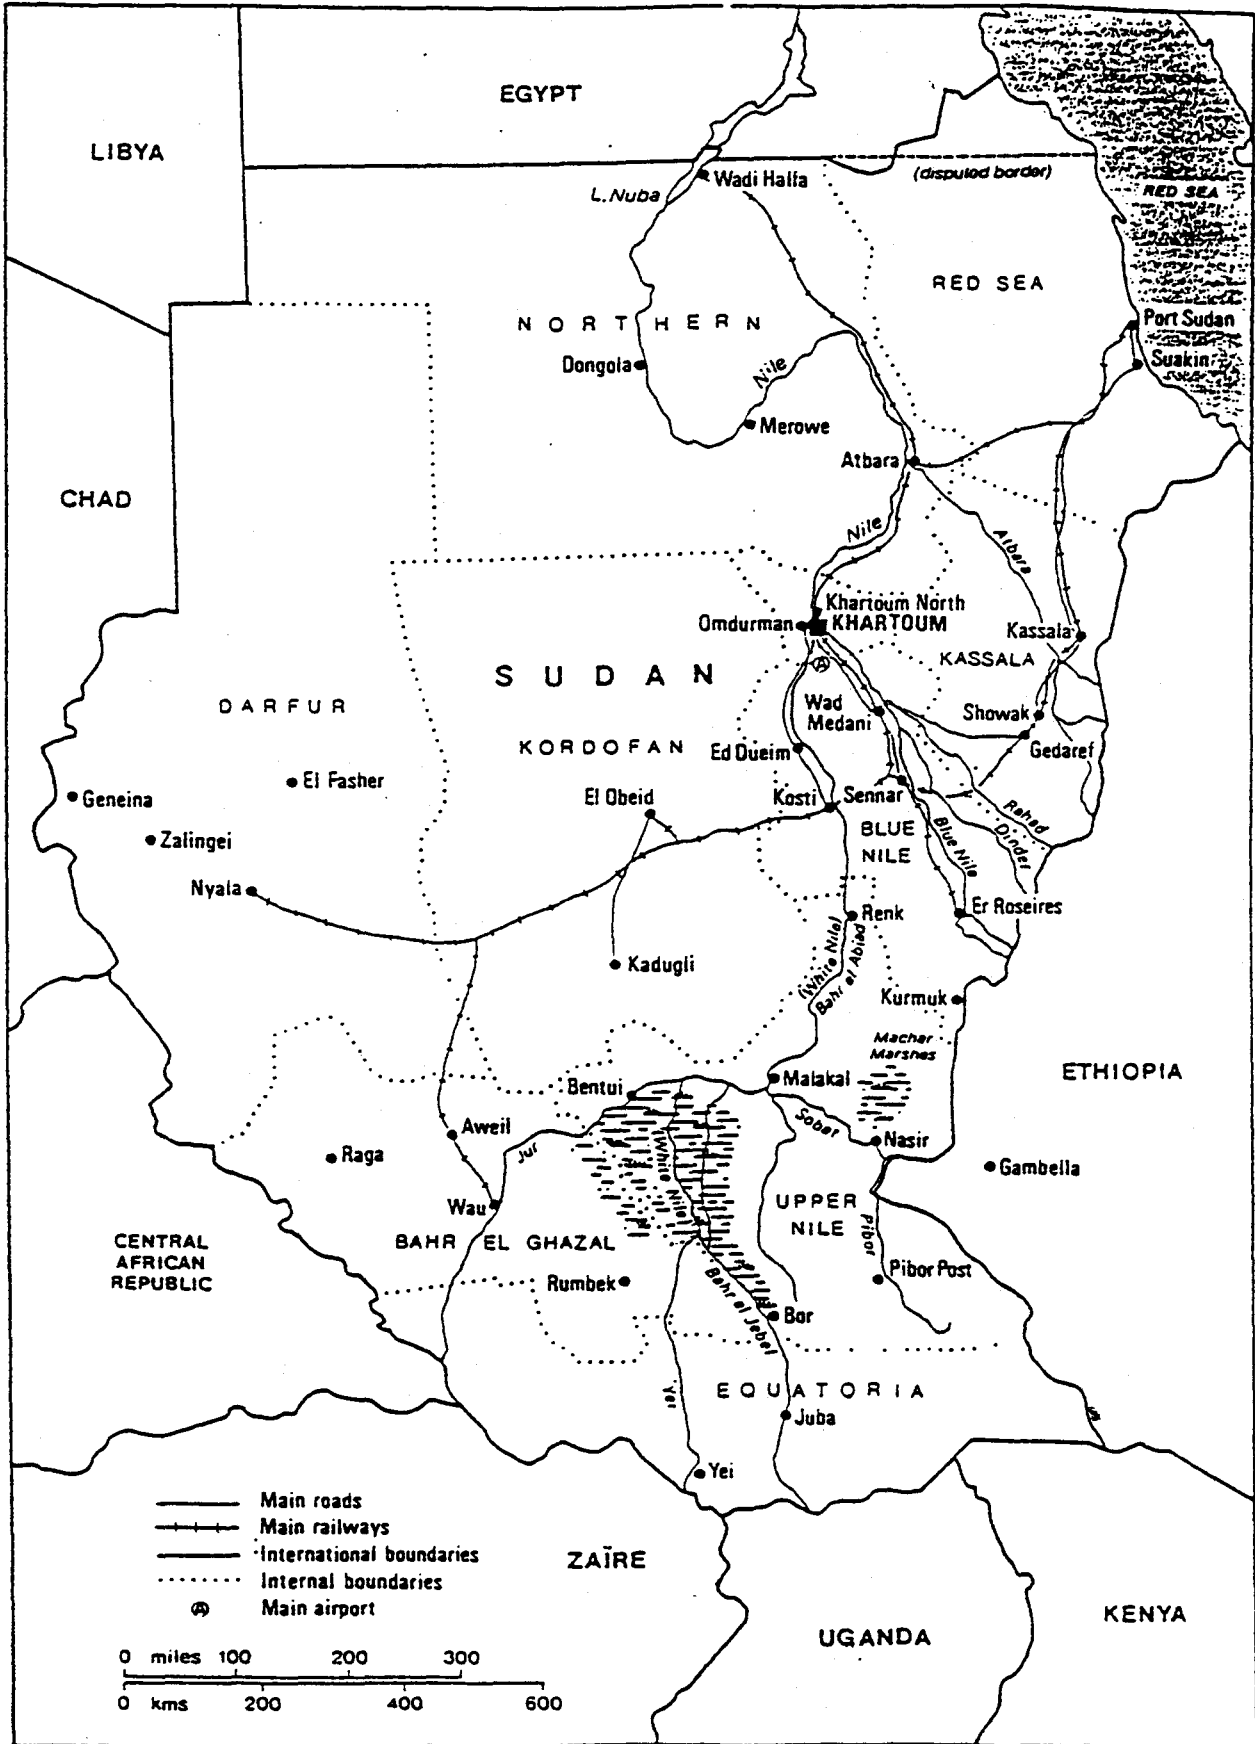 EGYPT
LIBYA
Wadi Halfa
(disputed border)
RED SEA
L. Nuba
RED SEA
NORTHERN
Port Sudan
Dongola
Suakin
Nile
Merowe
Atbara
CHAD
Nile
Atbara
Khartoum North
Omdurman
KHARTOUM
Kassala
SUDAN
KASSALA
A
DARFUR
Wad
Medani
Showak
KORDOFAN
Ed Dueim
Gedaref
El Fasher
Geneina
El Obeid
Kosti
Sennar
Rahad
Zalingei
BLUE
NILE
Blue Nile
Dinder
Nyala
Renk
Er Roseires
Kadugli
(White Nile)
Bahr el Abiad
Kurmuk
Machar
Marshes
ETHIOPIA
Malakal
Bentui
Sobat
Aweil
Nasir
Jur
Raga
White Nile
Gambella
Wau
UPPER
NILE
Pibor
CENTRAL
AFRICAN
REPUBLIC
BAHR EL GHAZAL
Rumbek
Pibor Post
Bahr el Jebel
Bor
EQUATORIA
Yei
Juba
Yei
Main roads
Main railways
International boundaries
Internal boundaries
A Main airport
ZAÏRE
KENYA
UGANDA
0 miles 100 200 300
0 kms 200 400 600